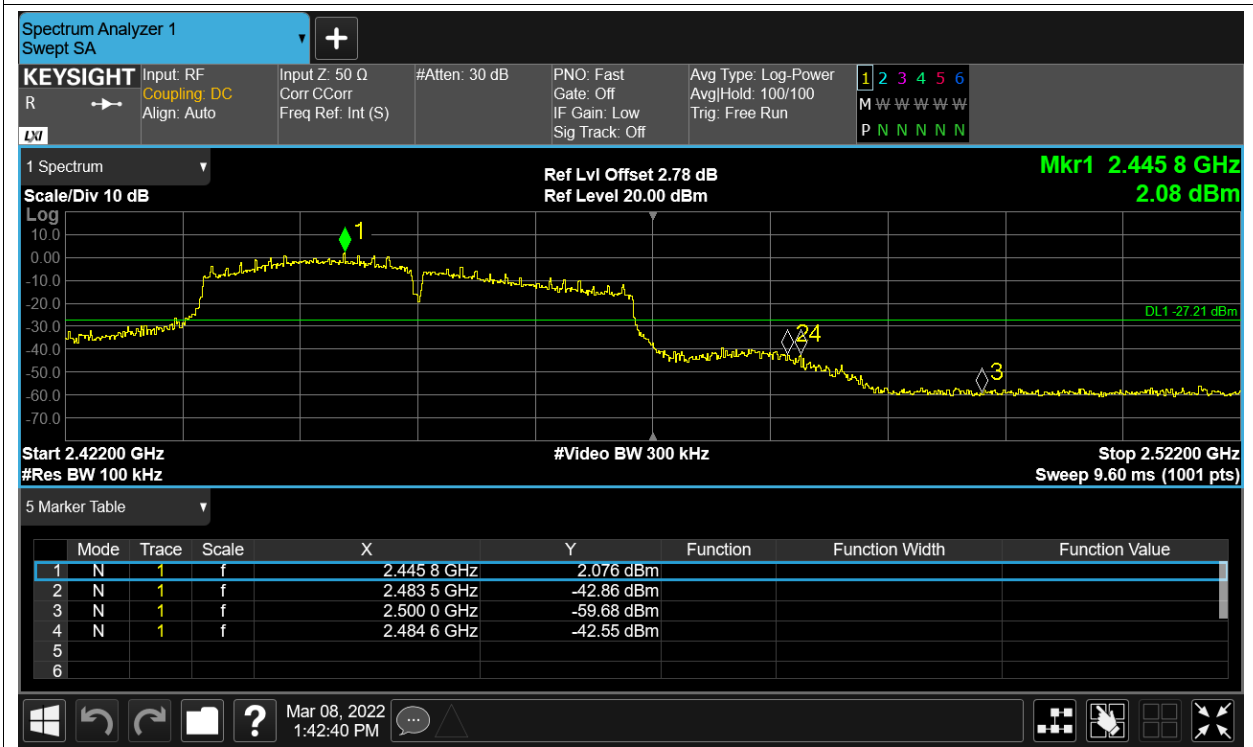 Spectrum Analyzer 1
Swept SA
KEYSIGHT
R
LXI
Input: RF
Coupling: DC
Align: Auto
Input Z: 50 Ω
Corr CCorr
Freq Ref: Int (S)
#Atten: 30 dB
PNO: Fast
Gate: Off
IF Gain: Low
Sig Track: Off
Avg Type: Log-Power
Avg|Hold: 100/100
Trig: Free Run
1 2 3 4 5 6
M W W W W W
P N N N N N
1 Spectrum
Scale/Div 10 dB
Ref Lvl Offset 2.78 dB
Ref Level 20.00 dBm
Mkr1 2.445 8 GHz
2.08 dBm
Log
10.0
0.00
-10.0
-20.0
-30.0
-40.0
-50.0
-60.0
-70.0
1
DL1 -27.21 dBm
24
3
Start 2.42200 GHz
#Res BW 100 kHz
#Video BW 300 kHz
Stop 2.52200 GHz
Sweep 9.60 ms (1001 pts)
5 Marker Table
Mode Trace Scale X Y Function Function Width Function Value
1 N 1 f 2.445 8 GHz 2.076 dBm
2 N 1 f 2.483 5 GHz -42.86 dBm
3 N 1 f 2.500 0 GHz -59.68 dBm
4 N 1 f 2.484 6 GHz -42.55 dBm
5
6
?
Mar 08, 2022
1:42:40 PM